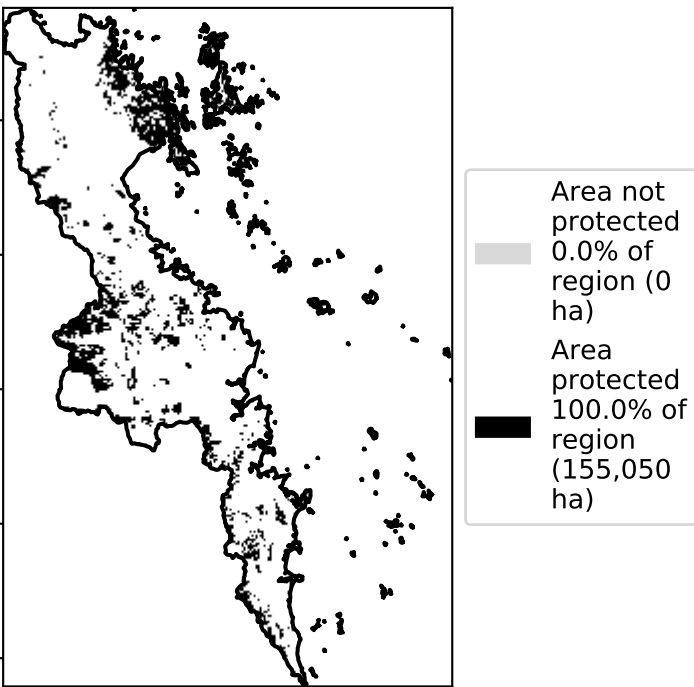 Area not
protected
0.0% of
region (0
ha)
Area
protected
100.0% of
region
(155,050
ha)